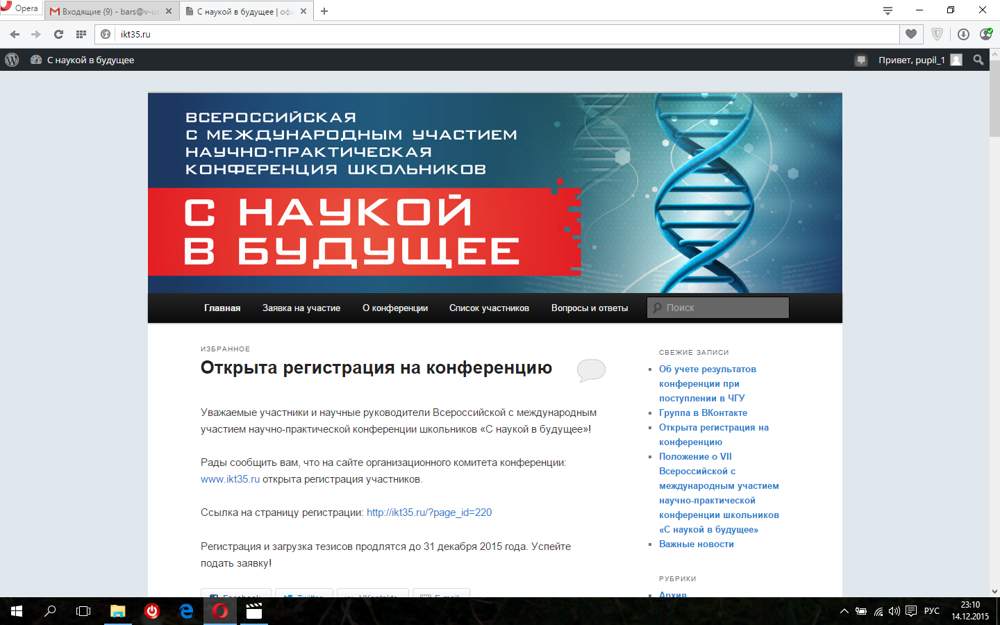 Opera
Входящие (9) - bars@v-us
С наукой в будущее | офи
ikt35.ru
С наукой в будущее
Привет, pupil_1
ВСЕРОССИЙСКАЯ
С МЕЖДУНАРОДНЫМ УЧАСТИЕМ
НАУЧНО-ПРАКТИЧЕСКАЯ
КОНФЕРЕНЦИЯ ШКОЛЬНИКОВ
С НАУКОЙ
В БУДУЩЕЕ
Главная
Заявка на участие
О конференции
Список участников
Вопросы и ответы
Поиск
ИЗБРАННОЕ
Открыта регистрация на конференцию
Уважаемые участники и научные руководители Всероссийской с международным
участием научно-практической конференции школьников «С наукой в будущее»!
Рады сообщить вам, что на сайте организационного комитета конференции:
www.ikt35.ru открыта регистрация участников.
Ссылка на страницу регистрации: http://ikt35.ru/?page_id=220
Регистрация и загрузка тезисов продлятся до 31 декабря 2015 года. Успейте
подать заявку!
Facebook
Twitter
VKontakte
E-mail
СВЕЖИЕ ЗАПИСИ
Об учете результатов
конференции при
поступлении в ЧГУ
Группа в ВКонтакте
Открыта регистрация на
конференцию
Положение о VII
Всероссийской с
международным участием
научно-практической
конференции школьников
«С наукой в будущее»
Важные новости
РУБРИКИ
Архив
РУС
23:10
14.12.2015